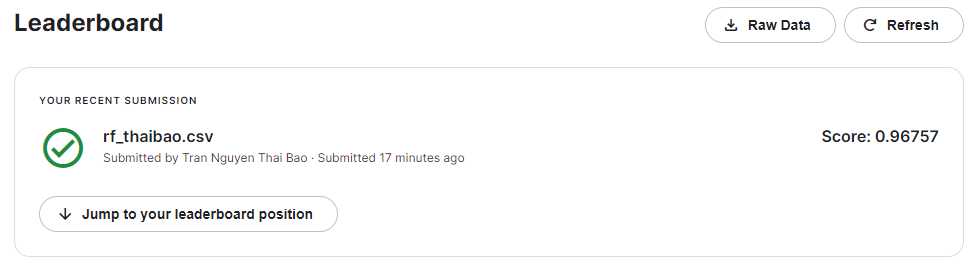 Leaderboard
Raw Data
Refresh
YOUR RECENT SUBMISSION
rf_thaibao.csv
Score: 0.96757
Submitted by Tran Nguyen Thai Bao · Submitted 17 minutes ago
Jump to your leaderboard position